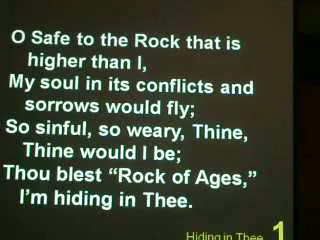 O Safe to the Rock that is
higher than I,
My soul in its conflicts and
sorrows would fly;
So sinful, so weary, Thine,
Thine would I be;
Thou blest “Rock of Ages,”
I’m hiding in Thee.
Hiding in Thee 1